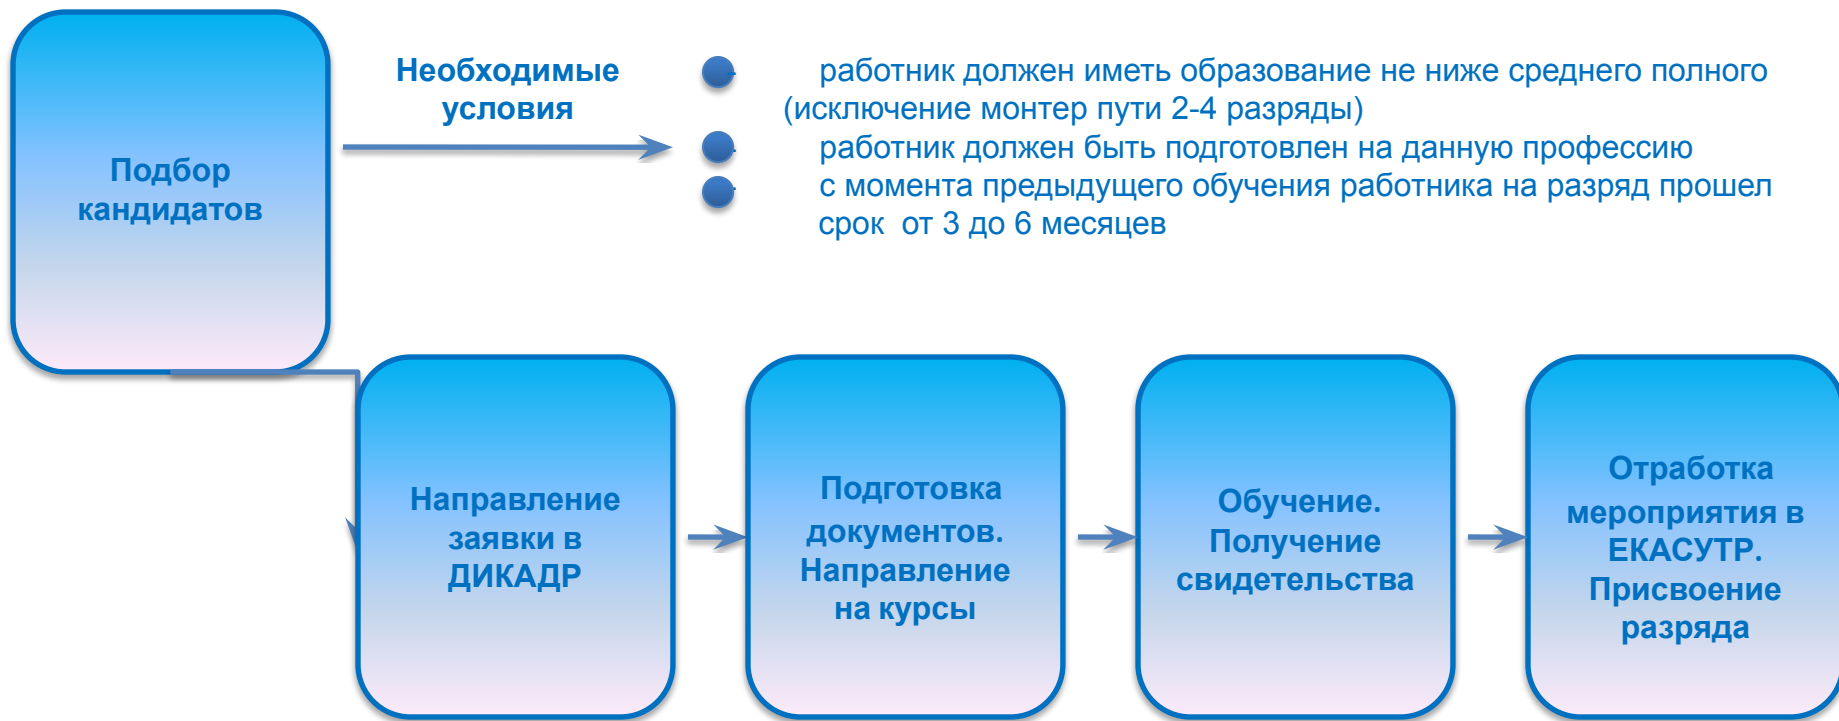 Подбор
кандидатов
Необходимые
условия
- работник должен иметь образование не ниже среднего полного
(исключение монтер пути 2-4 разряды)
- работник должен быть подготовлен на данную профессию
- с момента предыдущего обучения работника на разряд прошел
срок от 3 до 6 месяцев
Направление
заявки в
ДИКАДР
Подготовка
документов.
Направление
на курсы
Обучение.
Получение
свидетельства
Отработка
мероприятия в
ЕКАСУТР.
Присвоение
разряда